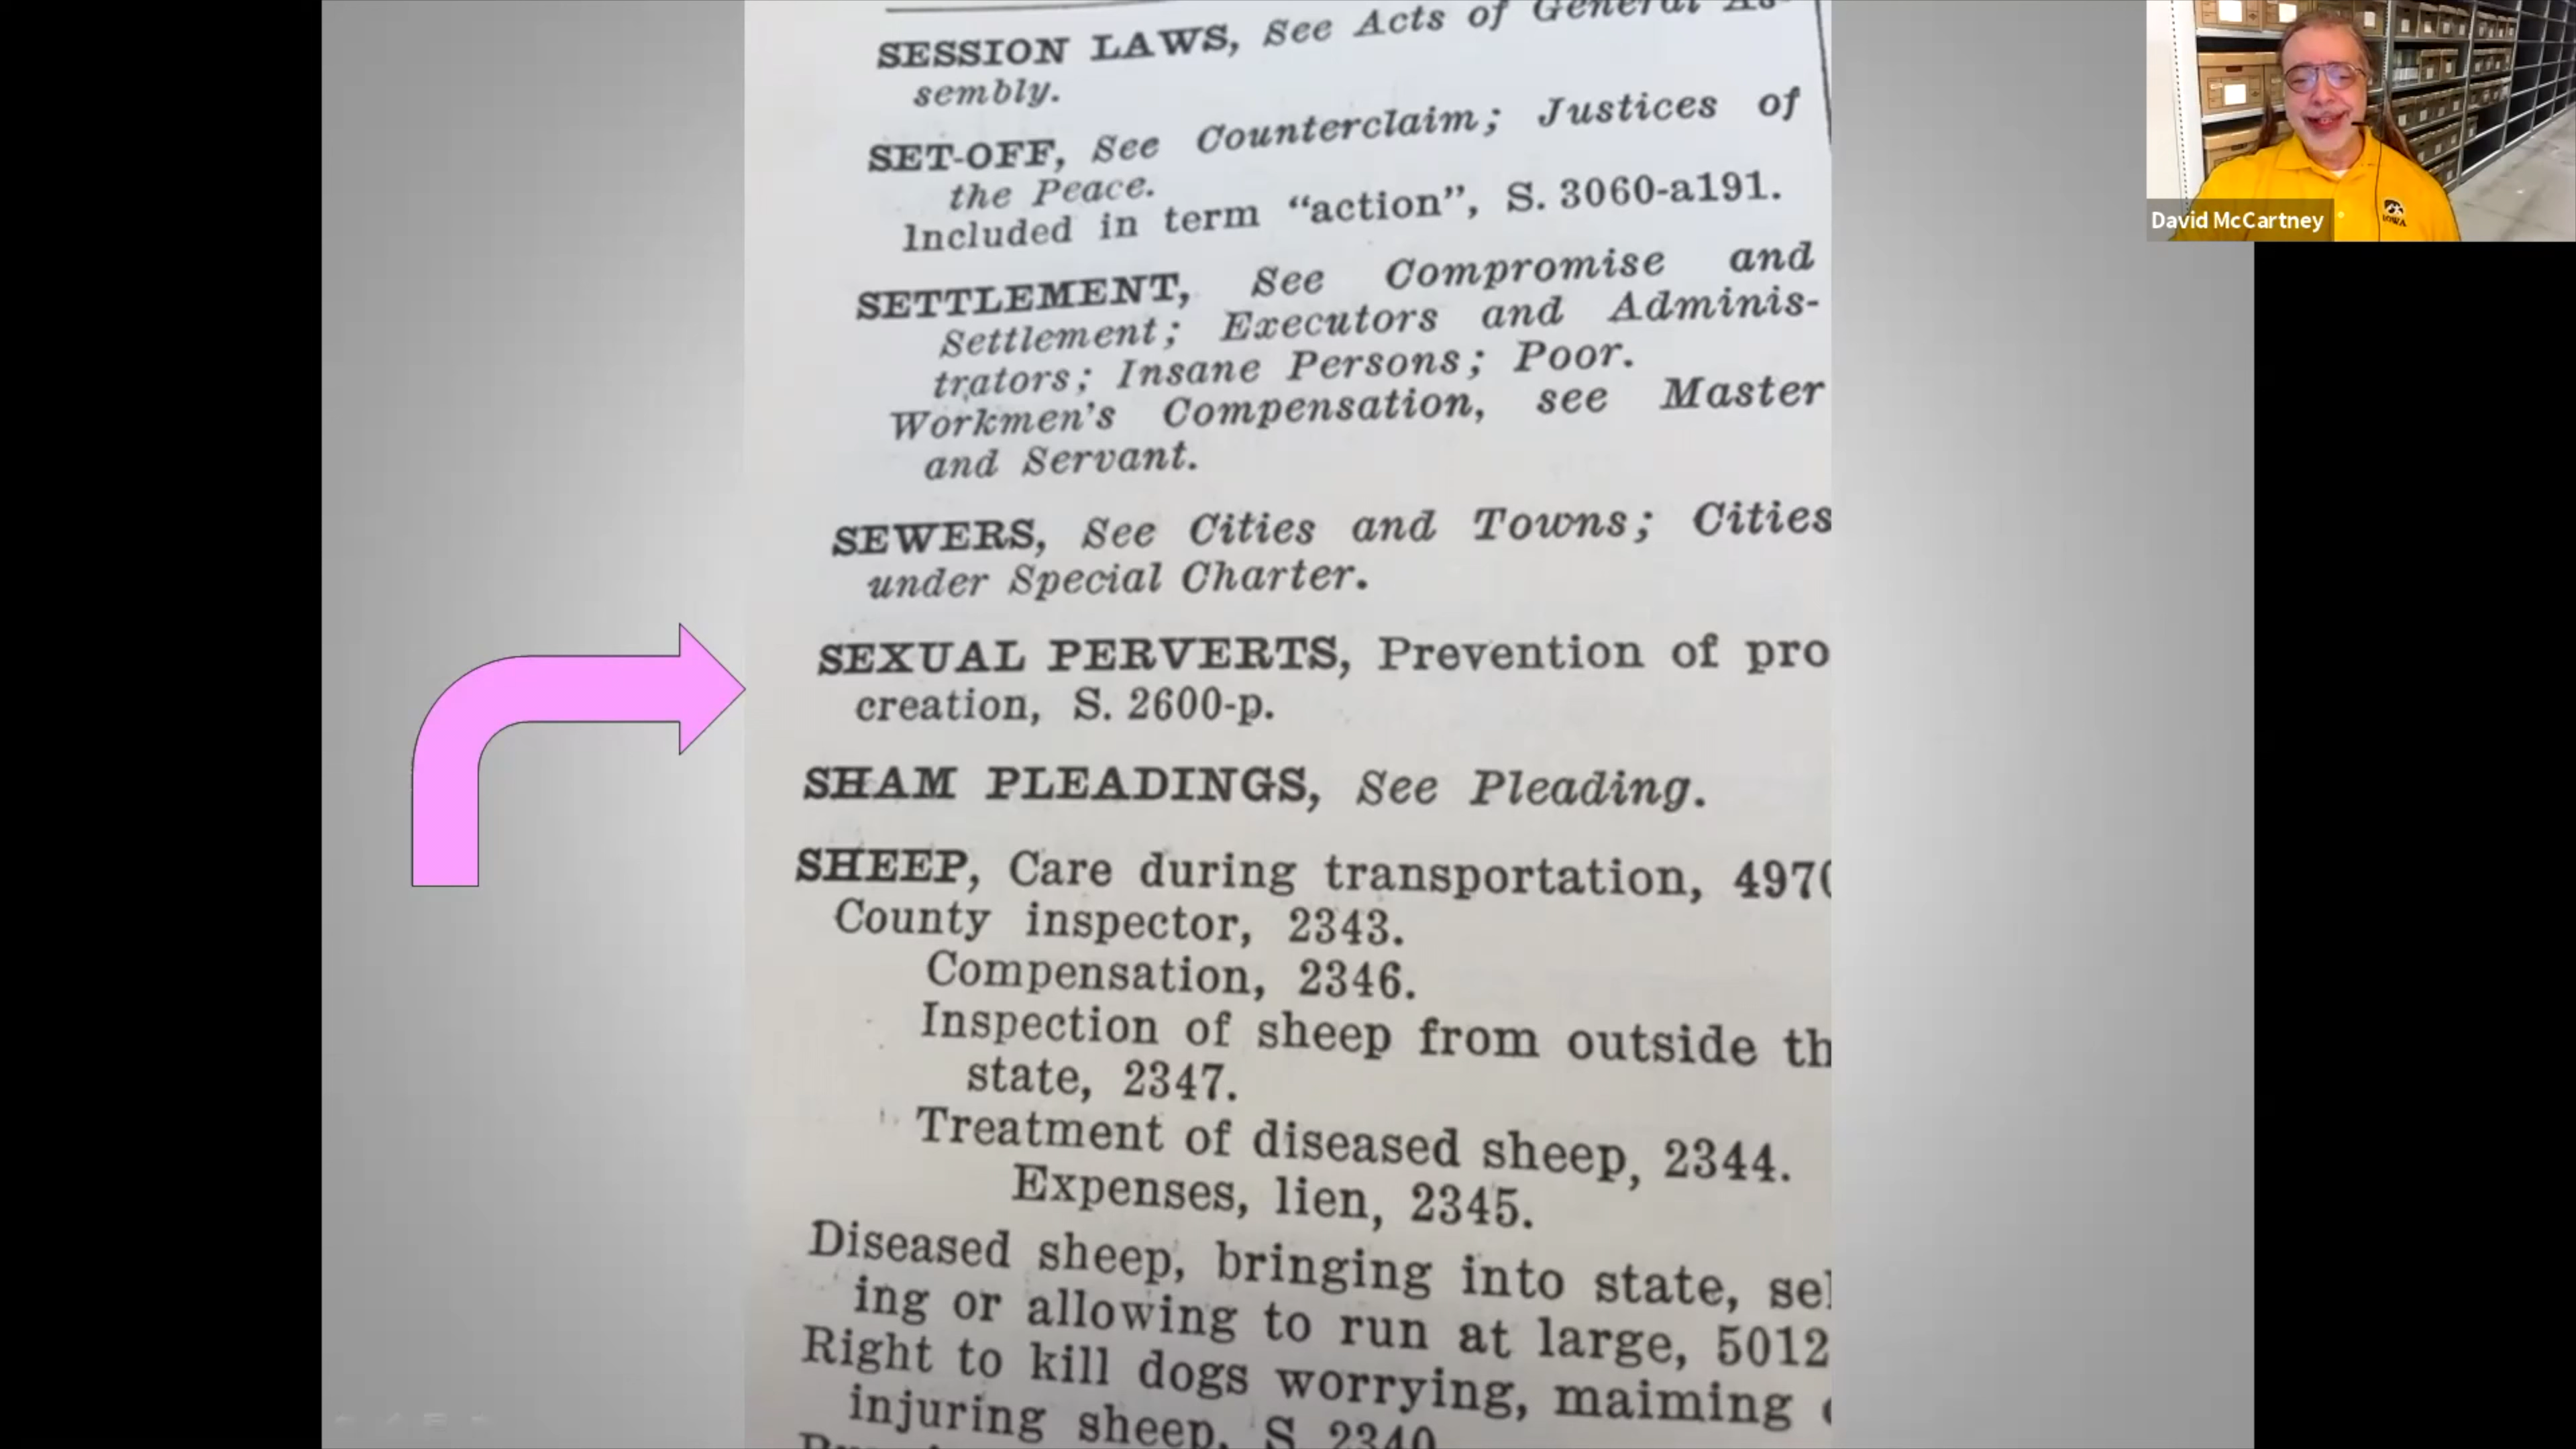 SESSION LAWS, See Acts of General As-
sembly.
SET-OFF, See Counterclaim; Justices of
the Peace.
Included in term “action”, S. 3060-a191.
SETTLEMENT, See Compromise and
Settlement; Executors and Adminis-
trators; Insane Persons; Poor.
Workmen's Compensation, see Master
and Servant.
SEWERS, See Cities and Towns; Cities
under Special Charter.
SEXUAL PERVERTS, Prevention of pro
creation, S. 2600-p.
SHAM PLEADINGS, See Pleading.
SHEEP, Care during transportation, 4970
County inspector, 2343.
Compensation, 2346.
Inspection of sheep from outside th
state, 2347.
Treatment of diseased sheep, 2344.
Expenses, lien, 2345.
Diseased sheep, bringing into state, sel
ing or allowing to run at large, 5012
Right to kill dogs worrying, maiming
injuring sheep, S 2340
David McCartney
IOWA